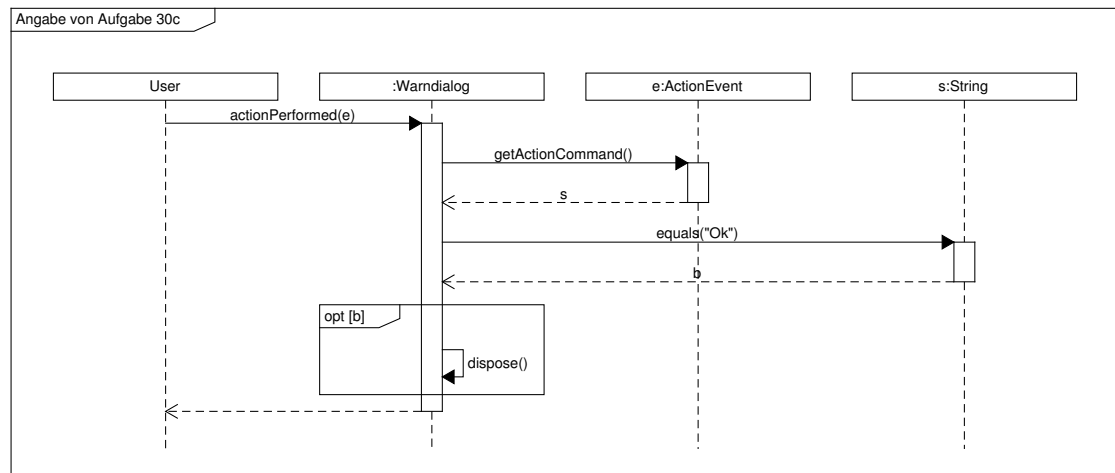 Angabe von Aufgabe 30c
User
:Warndialog
e:ActionEvent
s:String
actionPerformed(e)
getActionCommand()
s
equals("Ok")
b
opt [b]
dispose()